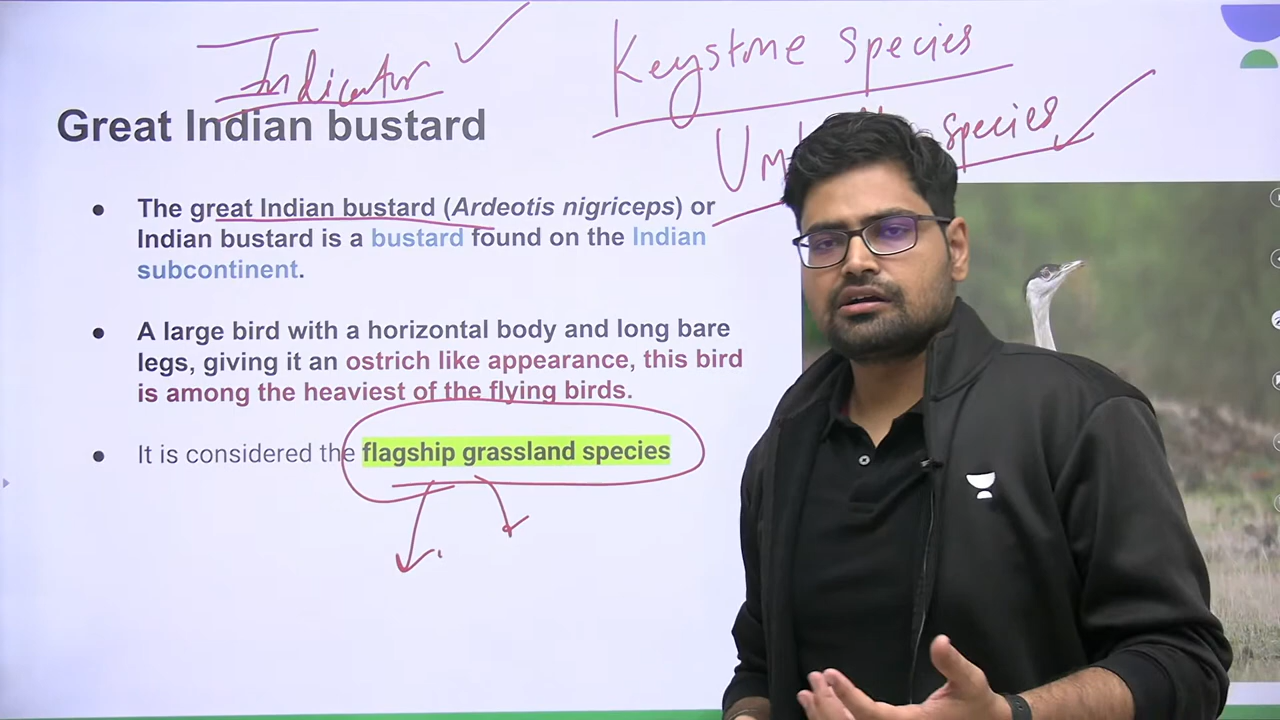 Indicator
Keystone species
species
Great Indian bustard
The great Indian bustard (Ardeotis nigriceps) or
Indian bustard is a bustard found on the Indian
subcontinent.
A large bird with a horizontal body and long bare
legs, giving it an ostrich like appearance, this bird
is among the heaviest of the flying birds.
It is considered the flagship grassland species